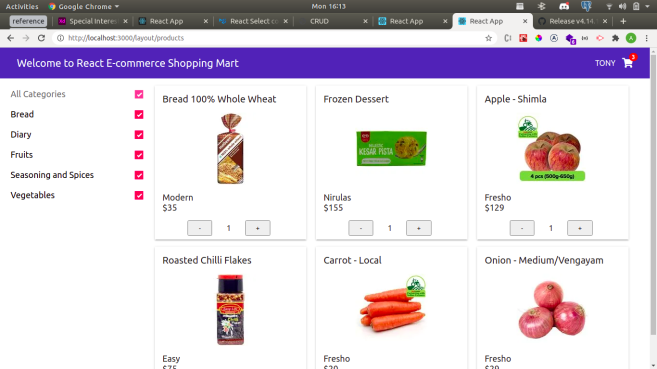 Activities Google Chrome Mon 16:13
reference Special Interes React App React Select co CRUD React App React App Release v4.14.
http://localhost:3000/layout/products
Welcome to React E-commerce Shopping Mart TONY 3
All Categories
Bread
Diary
Fruits
Seasoning and Spices
Vegetables
Bread 100% Whole Wheat
Modern
$35
- 1 +
Frozen Dessert
KESAR PISTA
Nirulas
$155
- 1 +
Apple - Shimla
4 pcs (500g-650g)
Fresho
$129
- 1 +
Roasted Chilli Flakes
Easy
$75
Carrot - Local
Fresho
$20
Onion - Medium/Vengayam
Fresho
$29